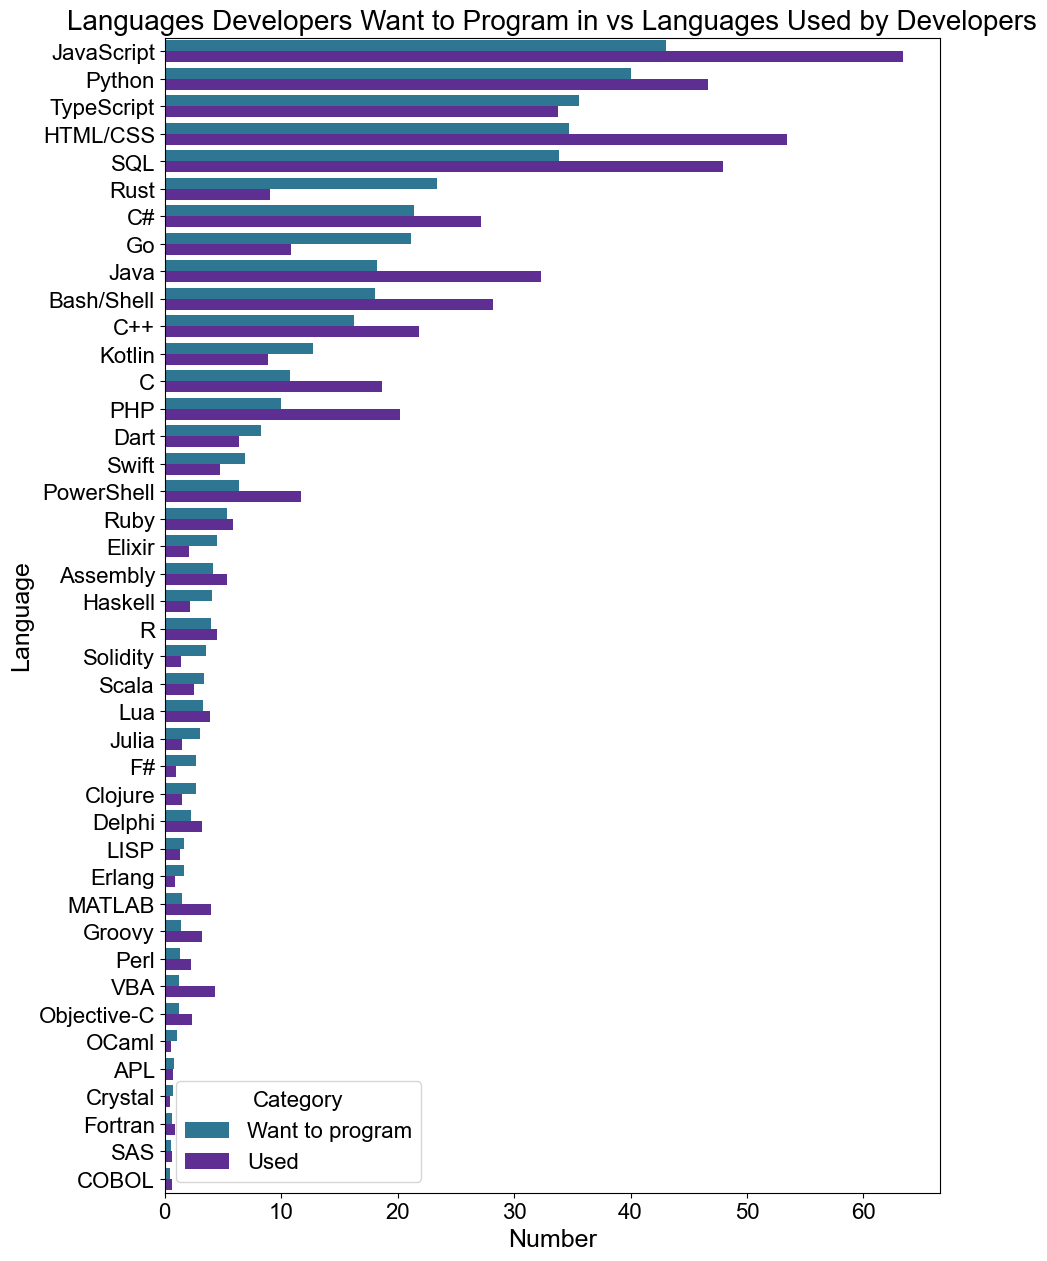 Languages Developers Want to Program in vs Languages Used by Developers
JavaScript
Python
TypeScript
HTML/CSS
SQL
Rust
C#
Go
Java
Bash/Shell
C++
Kotlin
C
PHP
Dart
Swift
PowerShell
Ruby
Elixir
Assembly
Haskell
R
Solidity
Scala
Lua
Julia
F#
Clojure
Delphi
LISP
Erlang
MATLAB
Groovy
Perl
VBA
Objective-C
OCaml
APL
Crystal
Fortran
SAS
COBOL
Language
Category
Want to program
Used
0 10 20 30 40 50 60
Number